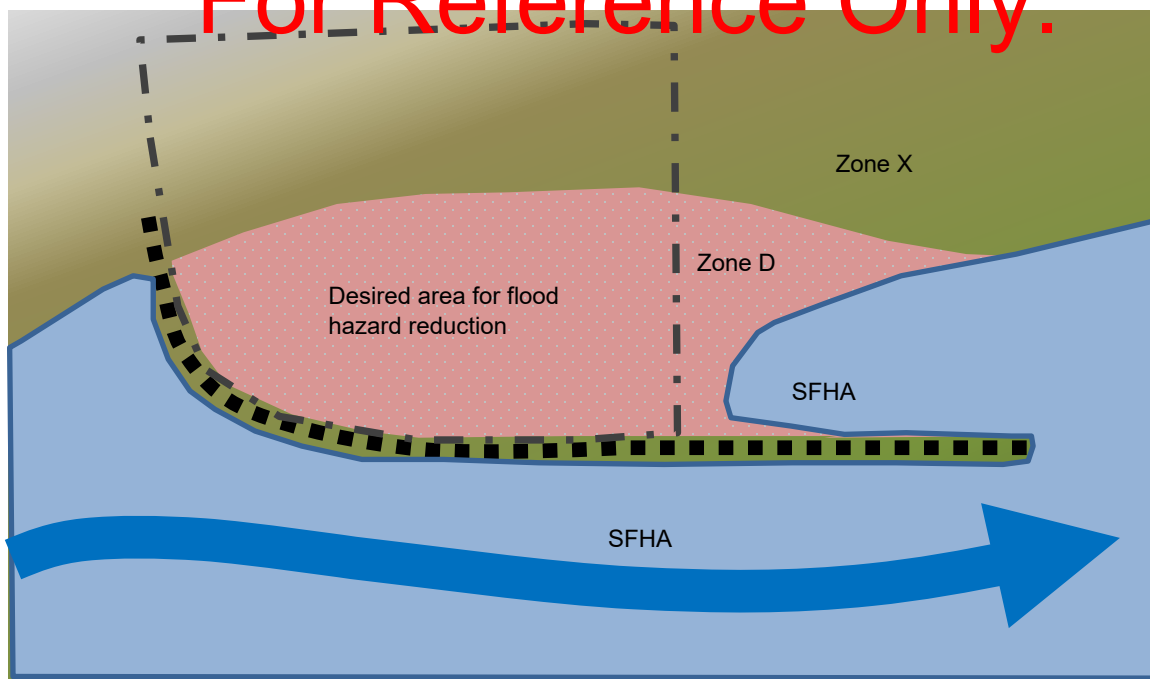 For Reference Only.
Zone X
Zone D
Desired area for flood
hazard reduction
SFHA
SFHA